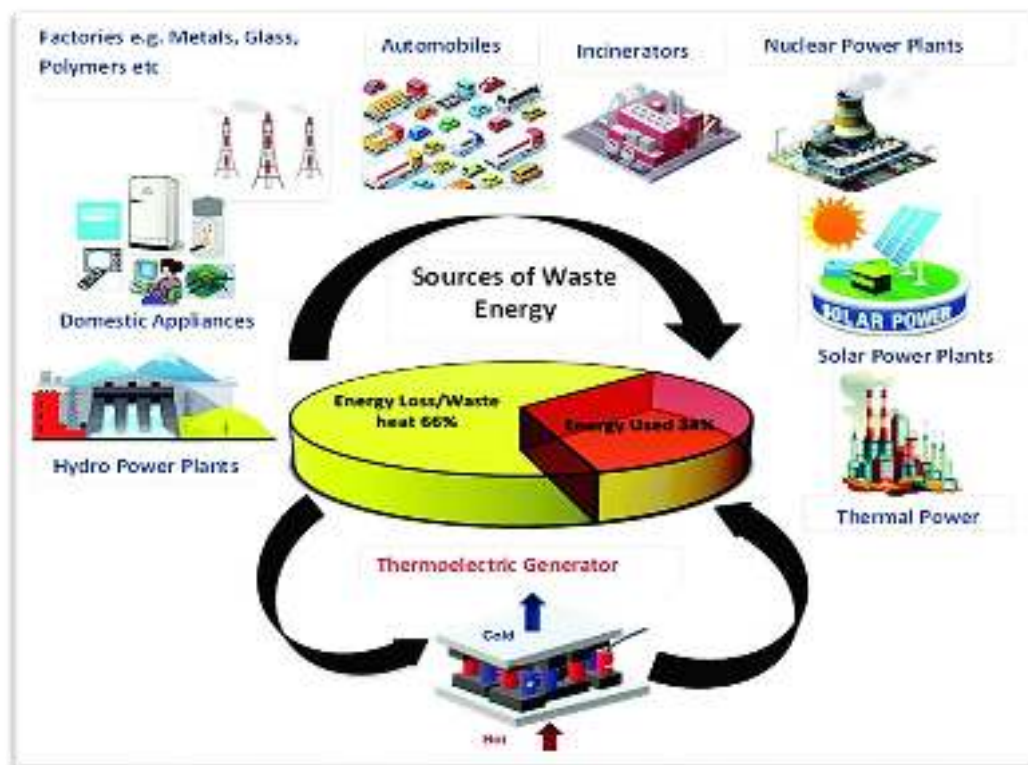 Factories e.g. Metals, Glass,
Polymers etc
Automobiles
Incinerators
Nuclear Power Plants
Domestic Appliances
Sources of Waste
Energy
SOLAR POWER
Solar Power Plants
Energy Loss/Waste
heat 66%
Energy Used 34%
Hydro Power Plants
Thermal Power
Thermoelectric Generator
Cold
Hot